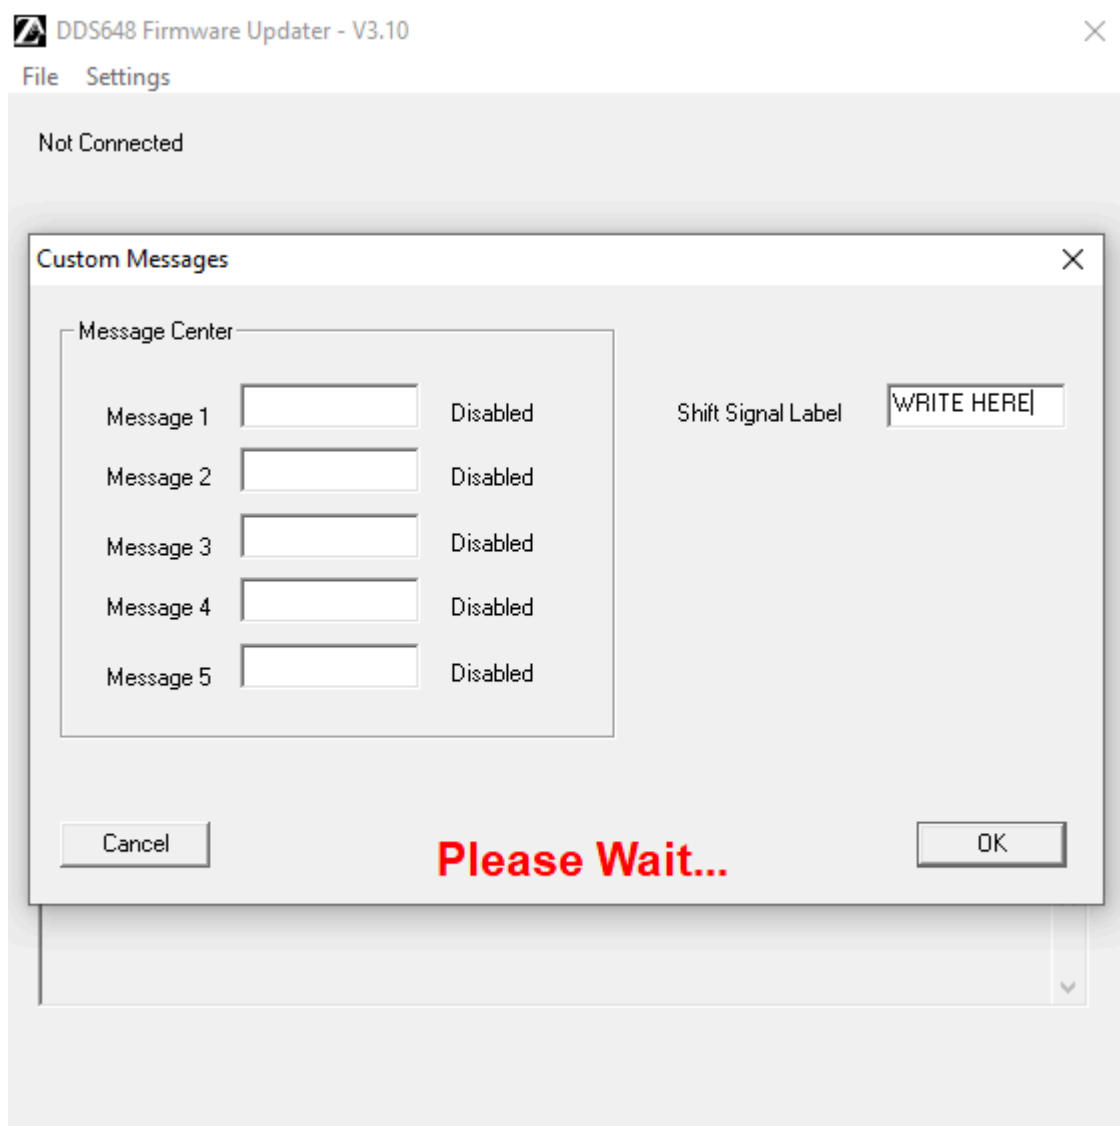 DDS648 Firmware Updater - V3.10
File Settings
Not Connected
Custom Messages
Message Center
Message 1 Disabled Shift Signal Label WRITE HERE
Message 2 Disabled
Message 3 Disabled
Message 4 Disabled
Message 5 Disabled
Cancel Please Wait... OK